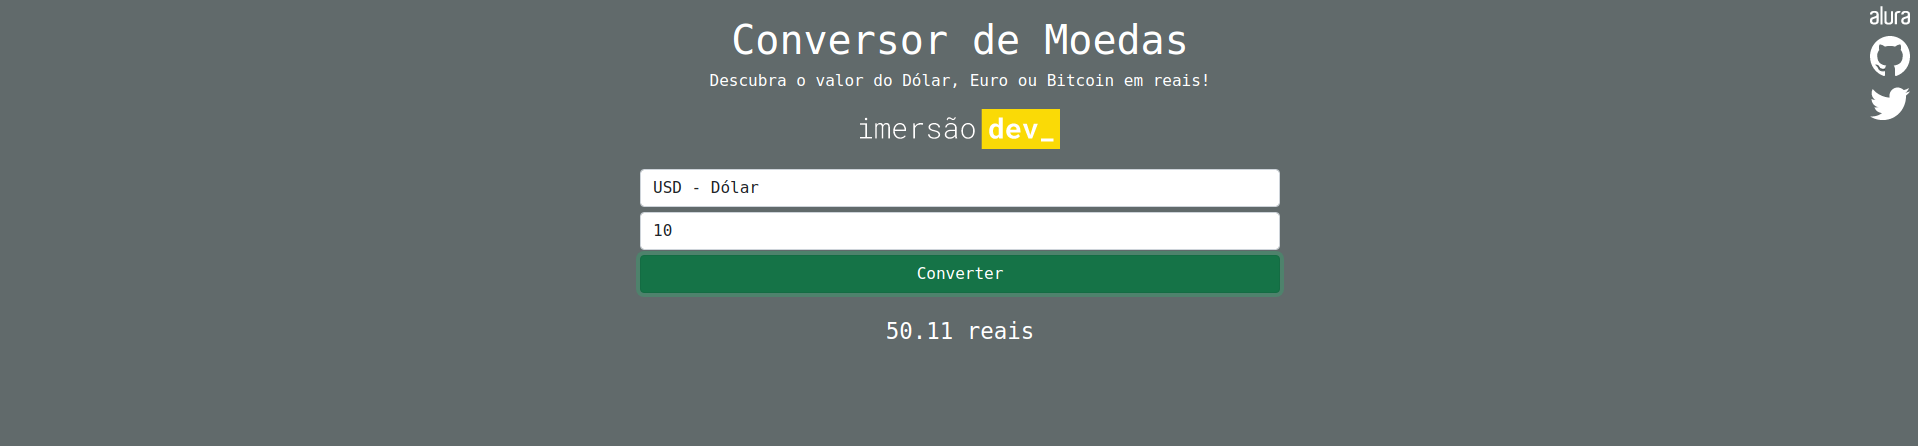 Conversor de Moedas
Descubra o valor do Dólar, Euro ou Bitcoin em reais!
imersão dev_
USD - Dólar
10
Converter
50.11 reais
alura